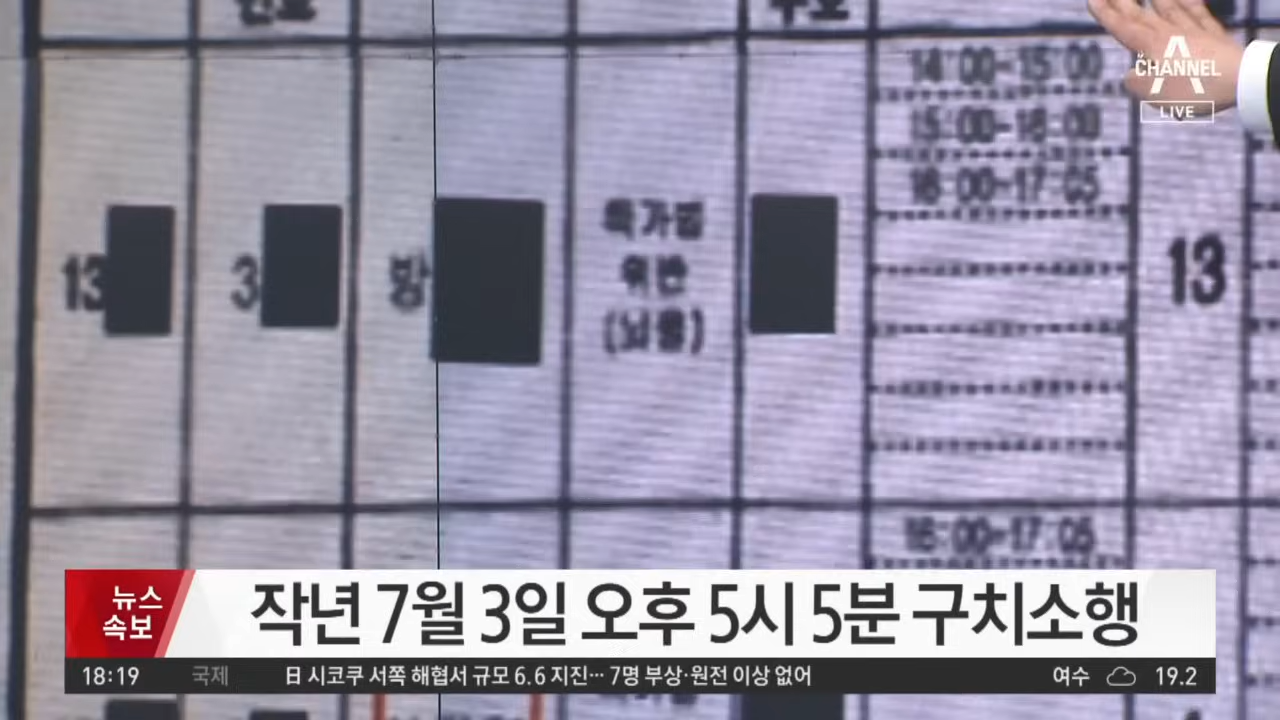 번호
14:00-15:00
15:00-16:00
16:00-17:05
13
3
방
특가법
위반
(뇌물)
13
16:00-17:05
CHANNEL A
LIVE
뉴스
속보
작년 7월 3일 오후 5시 5분 구치소행
18:19
국제
日 시코쿠 서쪽 해협서 규모 6.6 지진… 7명 부상·원전 이상 없어
여수
19.2